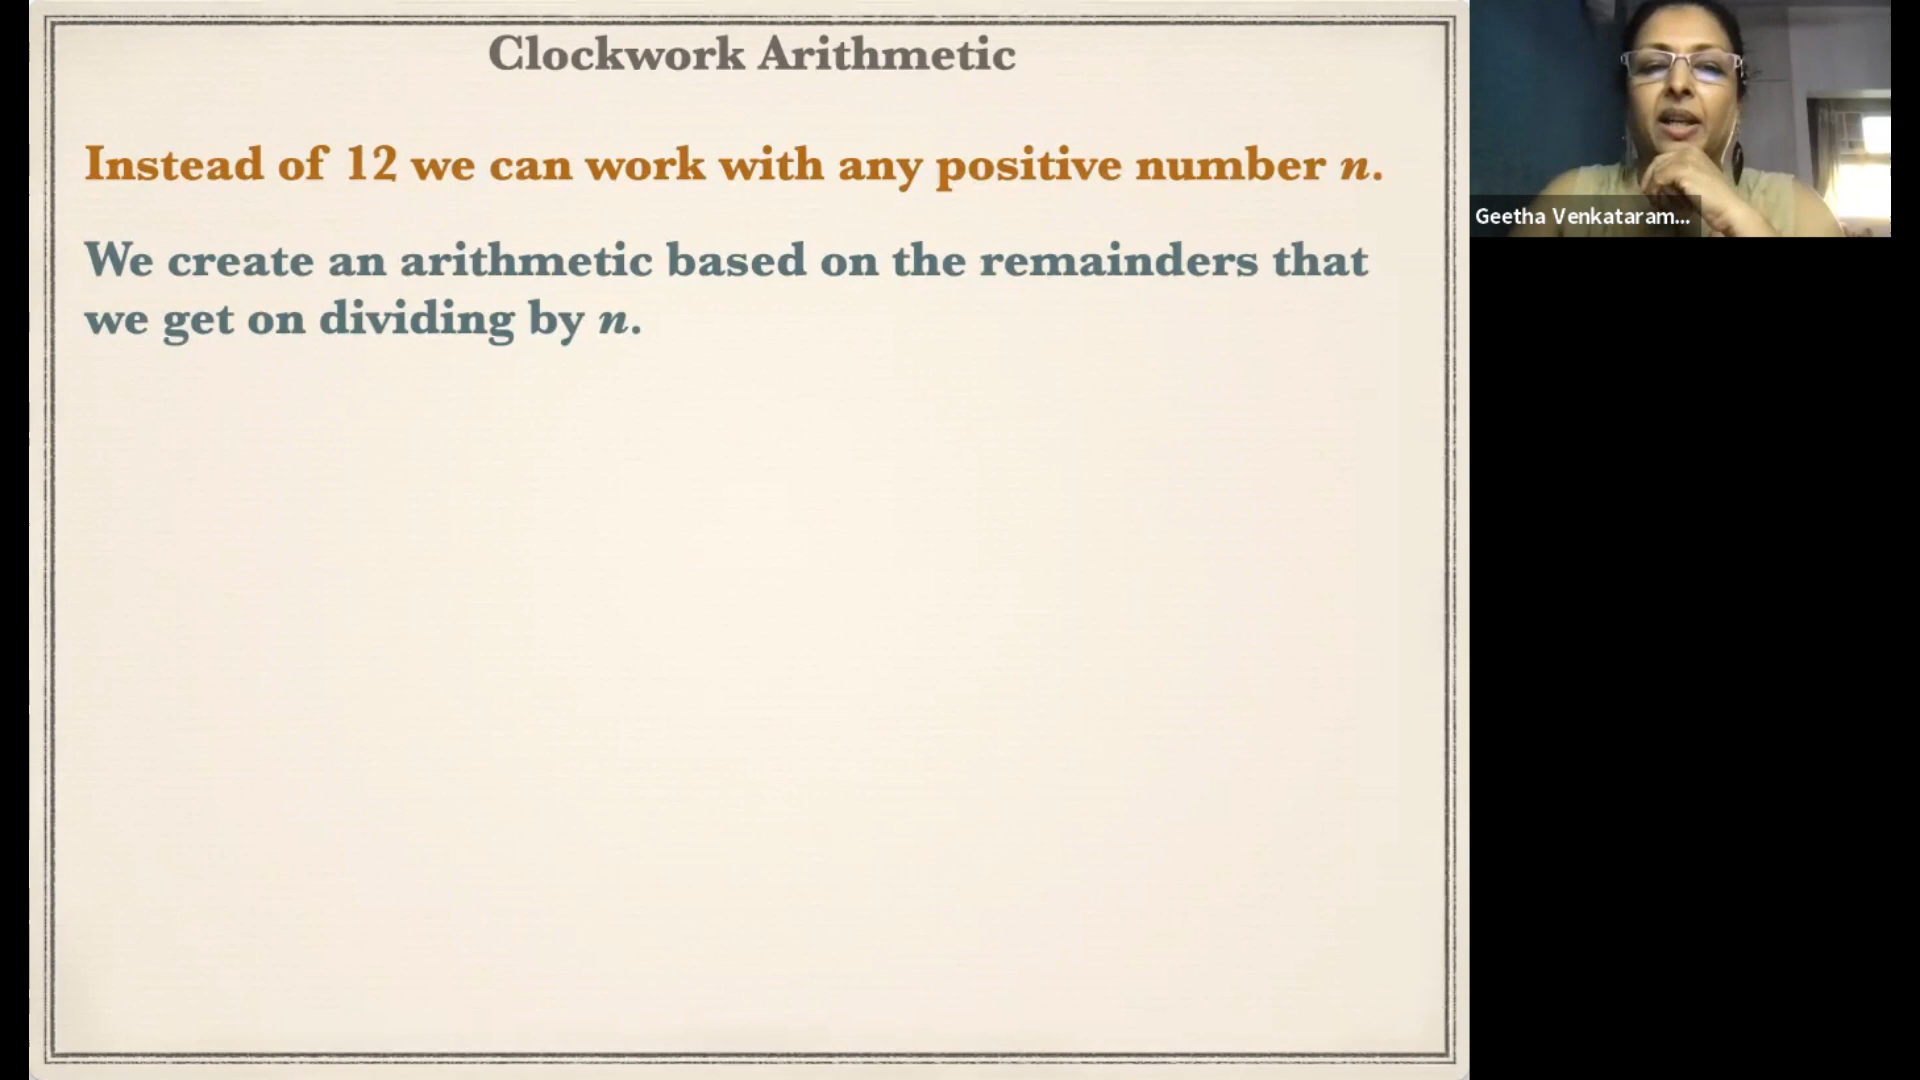 Clockwork Arithmetic
Instead of 12 we can work with any positive number n.
We create an arithmetic based on the remainders that
we get on dividing by n.
Geetha Venkataram...